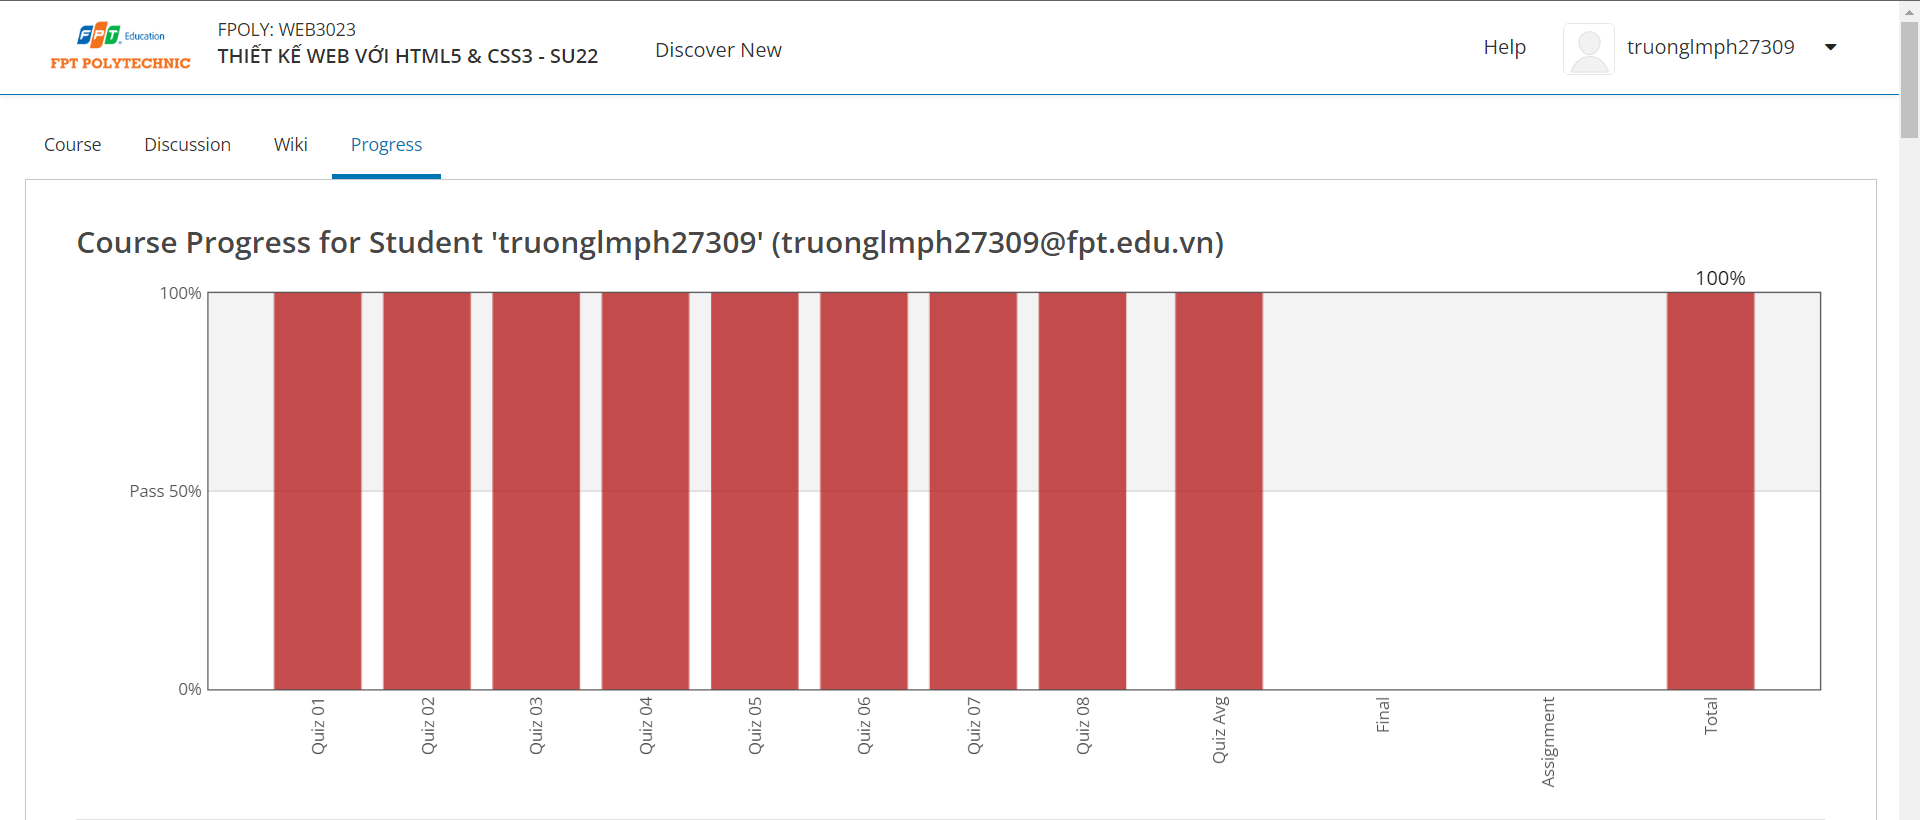 FPT Education
FPT POLYTECHNIC
FPOLY: WEB3023
THIẾT KẾ WEB VỚI HTML5 & CSS3 - SU22
Discover New
Help
truonglmph27309
Course
Discussion
Wiki
Progress
Course Progress for Student 'truonglmph27309' (truonglmph27309@fpt.edu.vn)
100%
100%
Pass 50%
0%
Quiz 01
Quiz 02
Quiz 03
Quiz 04
Quiz 05
Quiz 06
Quiz 07
Quiz 08
Quiz Avg
Final
Assignment
Total